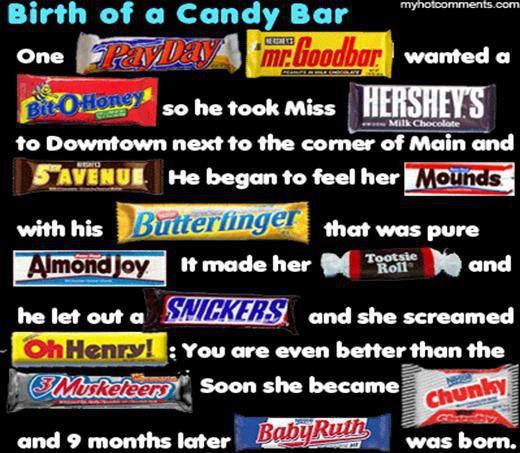 myhotcomments.com
Birth of a Candy Bar
One PayDay HERSHEY'S mr.Goodbar PEANUTS IN MILK CHOCOLATE wanted a
Bit-O-Honey so he took Miss HERSHEY'S Milk Chocolate
to Downtown next to the corner of Main and
HERSHEY'S 5th AVENUE He began to feel her Mounds
with his Butterfinger that was pure
Almond Joy It made her Tootsie Roll and
he let out a SNICKERS and she screamed
Oh Henry! : You are even better than the
3 Musketeers Soon she became Chunky
and 9 months later Baby Ruth was born.